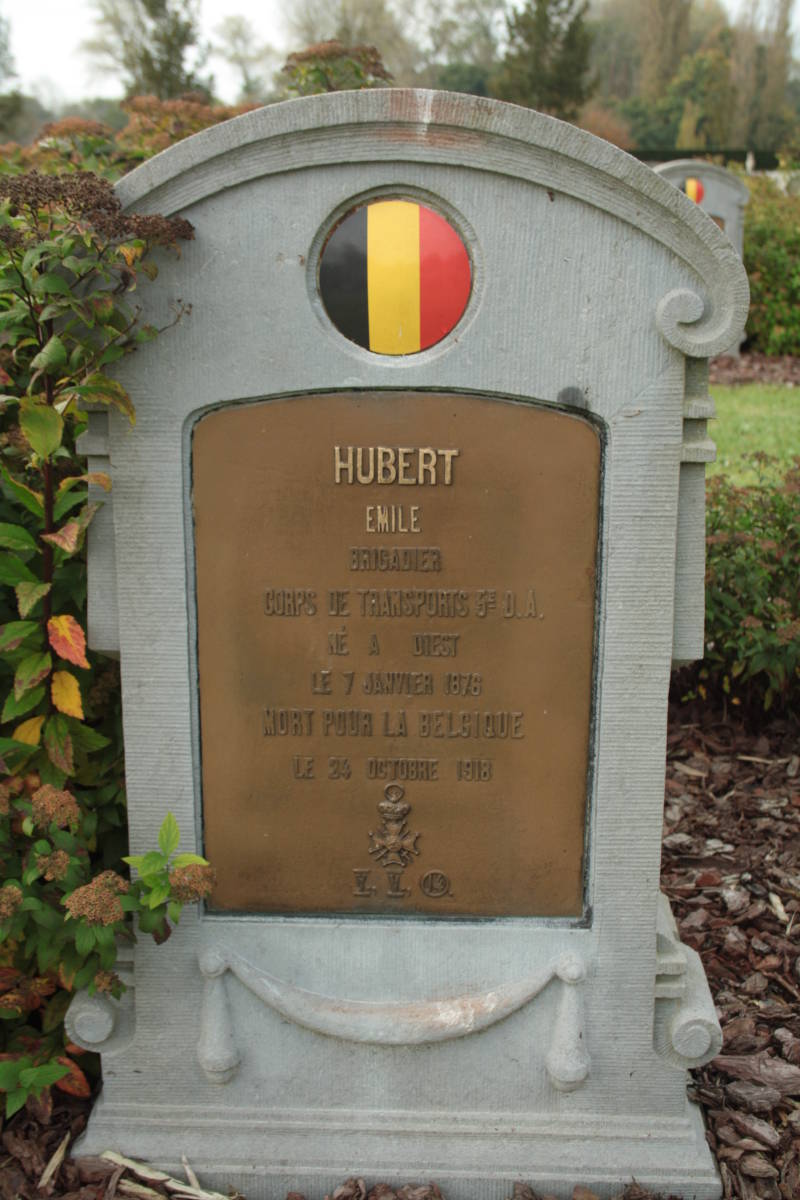 HUBERT
EMILE
BRIGADIER
CORPS DE TRANSPORTS 5E D.A.
NÉ A DIEST
LE 7 JANVIER 1876
MORT POUR LA BELGIQUE
LE 24 OCTOBRE 1918